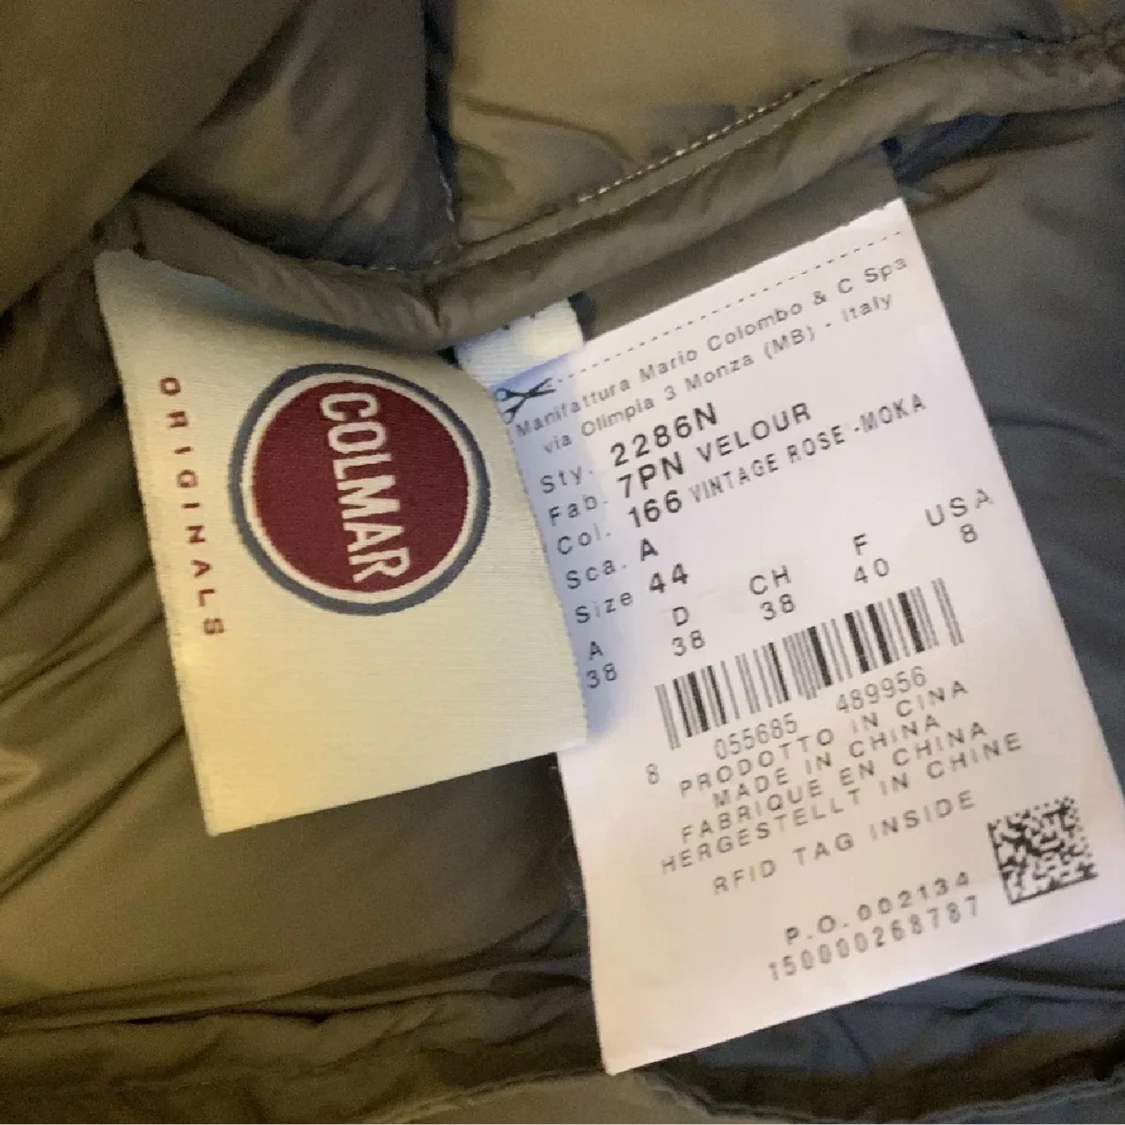 ORIGINALS
COLMAR
Manifattura Mario Colombo & C Spa
via Olimpia 3 Monza (MB) - Italy
Sty. 2286N
Fab. 7PN VELOUR
Col. 166 VINTAGE ROSE-MOKA
Sca. A
Size 44
A D CH F USA
38 38 38 40 8
8 055685 489956
PRODOTTO IN CINA
MADE IN CHINA
FABRIQUE EN CHINA
HERGESTELLT IN CHINE
RFID TAG INSIDE
P.O. 002134
150000268787